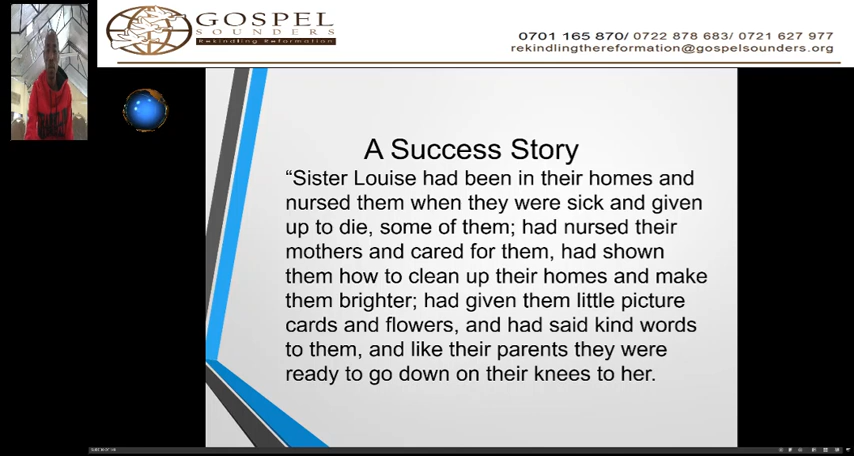 GOSPEL
SOUNDERS
Rekindling Reformation
0701 165 870/ 0722 878 683/ 0721 627 977
rekindlingthereformation@gospelsounders.org
A Success Story
“Sister Louise had been in their homes and
nursed them when they were sick and given
up to die, some of them; had nursed their
mothers and cared for them, had shown
them how to clean up their homes and make
them brighter; had given them little picture
cards and flowers, and had said kind words
to them, and like their parents they were
ready to go down on their knees to her.